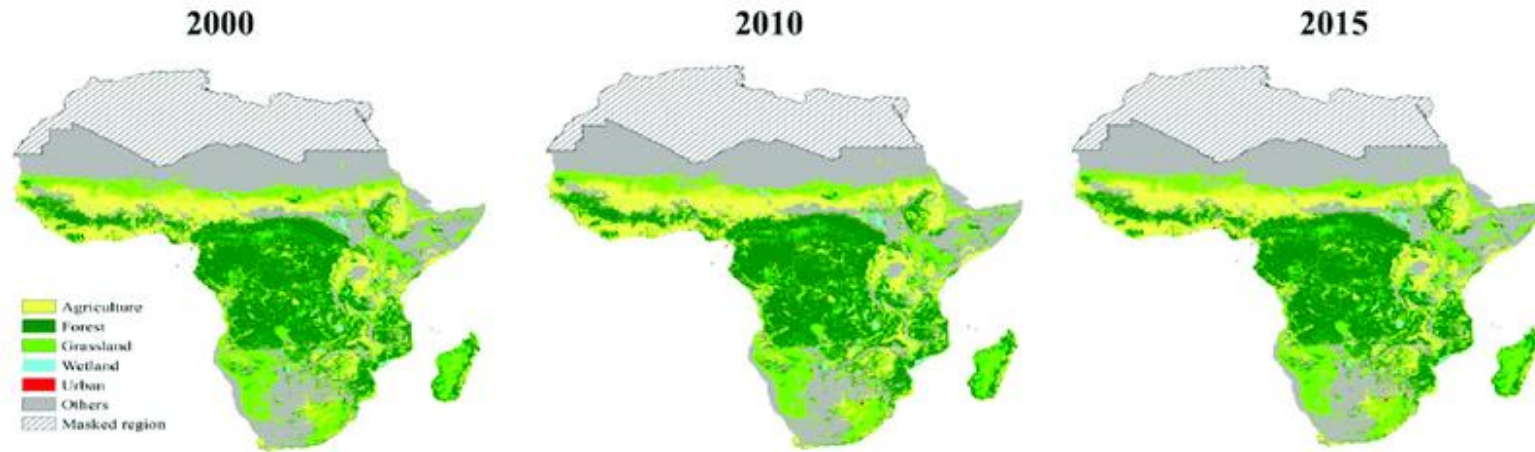 2000
2010
2015
Agriculture
Forest
Grassland
Wetland
Urban
Others
Masked region